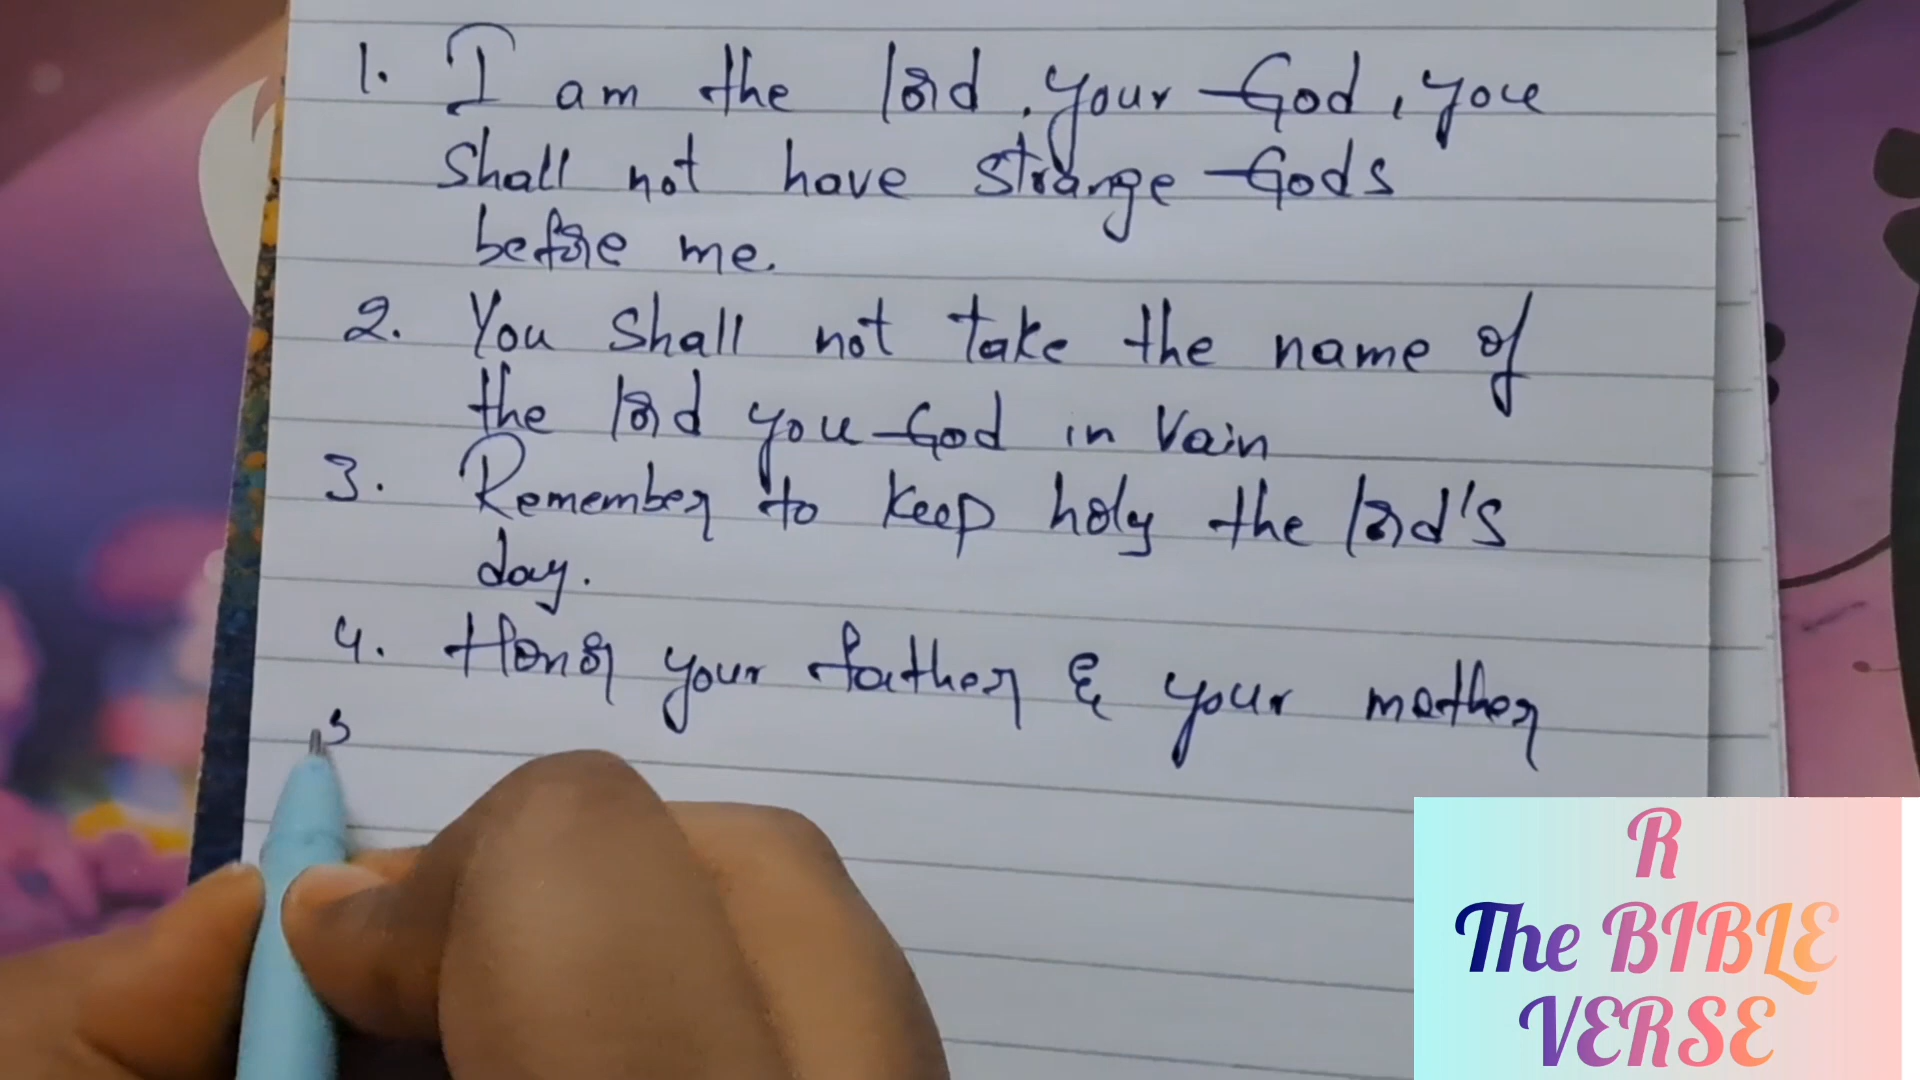 1. I am the lord, your God, you
Shall not have strange Gods
before me.
2. You Shall not take the name of
the lord you God in Vain
3. Remember to keep holy the lord's
day.
4. Honor your father & your mother
5
R
The BIBLE
VERSE